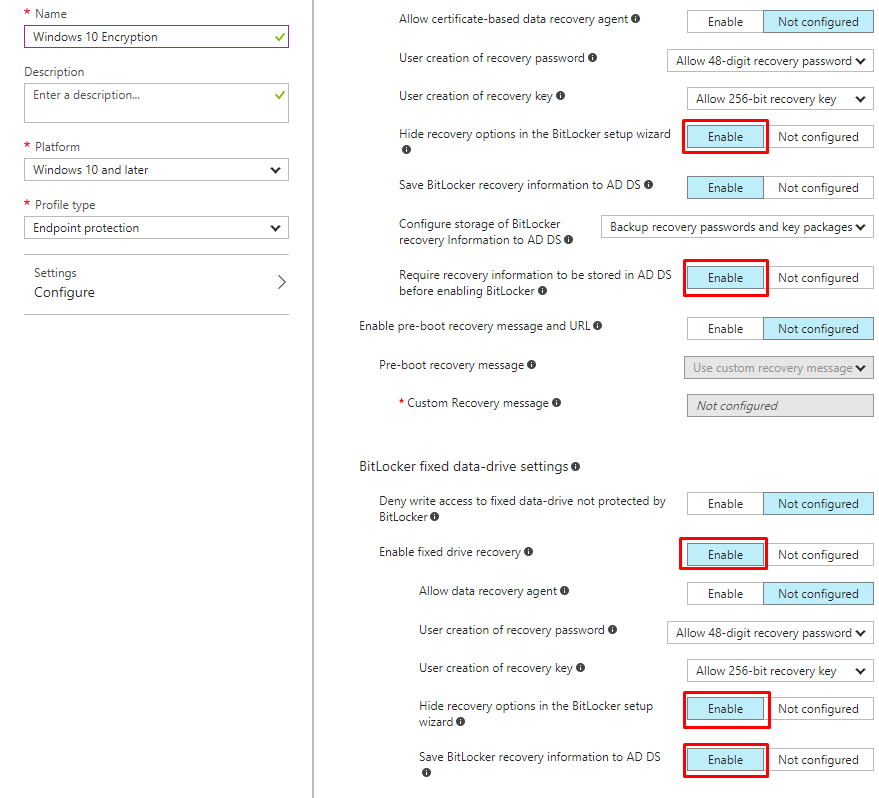 * Name
Windows 10 Encryption
Description
Enter a description...
* Platform
Windows 10 and later
* Profile type
Endpoint protection
Settings
Configure
Allow certificate-based data recovery agent
Enable
Not configured
User creation of recovery password
Allow 48-digit recovery password
User creation of recovery key
Allow 256-bit recovery key
Hide recovery options in the BitLocker setup wizard
Enable
Not configured
Save BitLocker recovery information to AD DS
Enable
Not configured
Configure storage of BitLocker
recovery Information to AD DS
Backup recovery passwords and key packages
Require recovery information to be stored in AD DS
before enabling BitLocker
Enable
Not configured
Enable pre-boot recovery message and URL
Enable
Not configured
Pre-boot recovery message
Use custom recovery message
* Custom Recovery message
Not configured
BitLocker fixed data-drive settings
Deny write access to fixed data-drive not protected by
BitLocker
Enable
Not configured
Enable fixed drive recovery
Enable
Not configured
Allow data recovery agent
Enable
Not configured
User creation of recovery password
Allow 48-digit recovery password
User creation of recovery key
Allow 256-bit recovery key
Hide recovery options in the BitLocker setup
wizard
Enable
Not configured
Save BitLocker recovery information to AD DS
Enable
Not configured